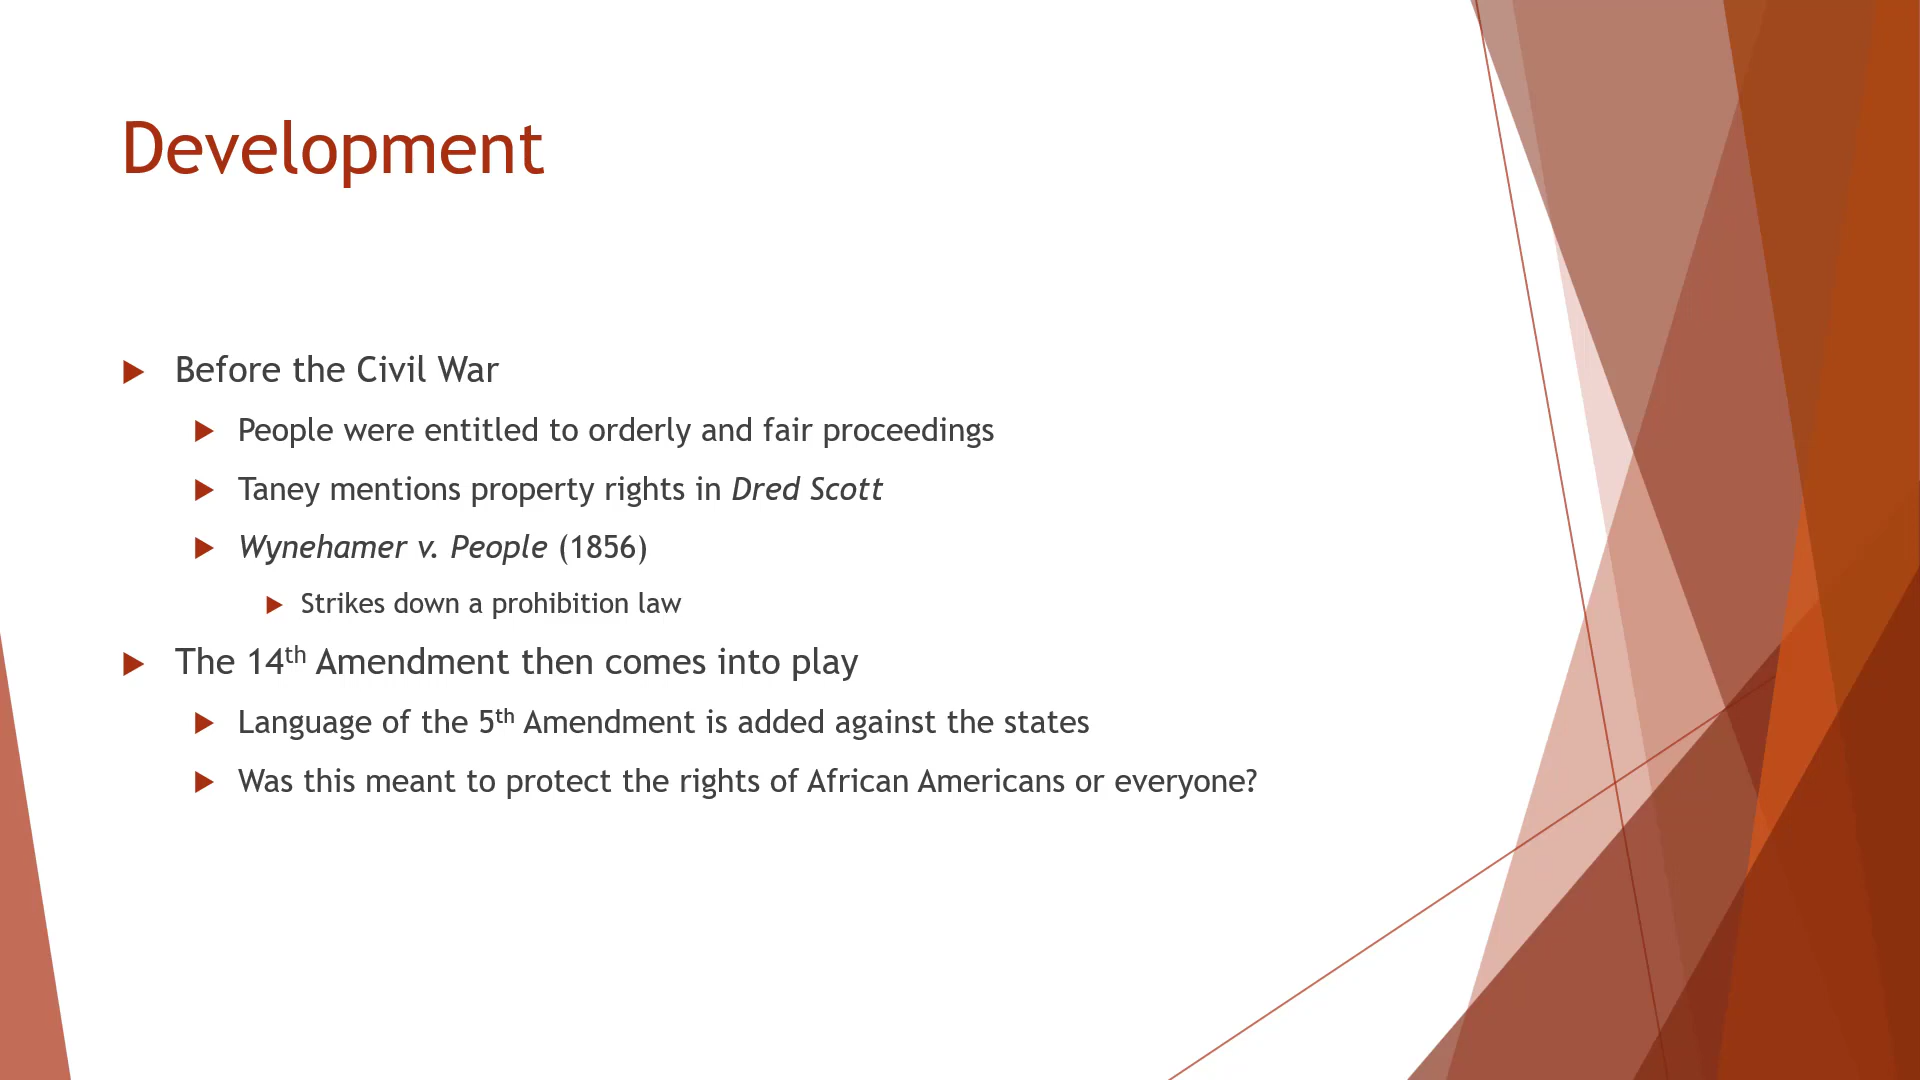 Development
Before the Civil War
People were entitled to orderly and fair proceedings
Taney mentions property rights in Dred Scott
Wynehamer v. People (1856)
Strikes down a prohibition law
The 14th Amendment then comes into play
Language of the 5th Amendment is added against the states
Was this meant to protect the rights of African Americans or everyone?